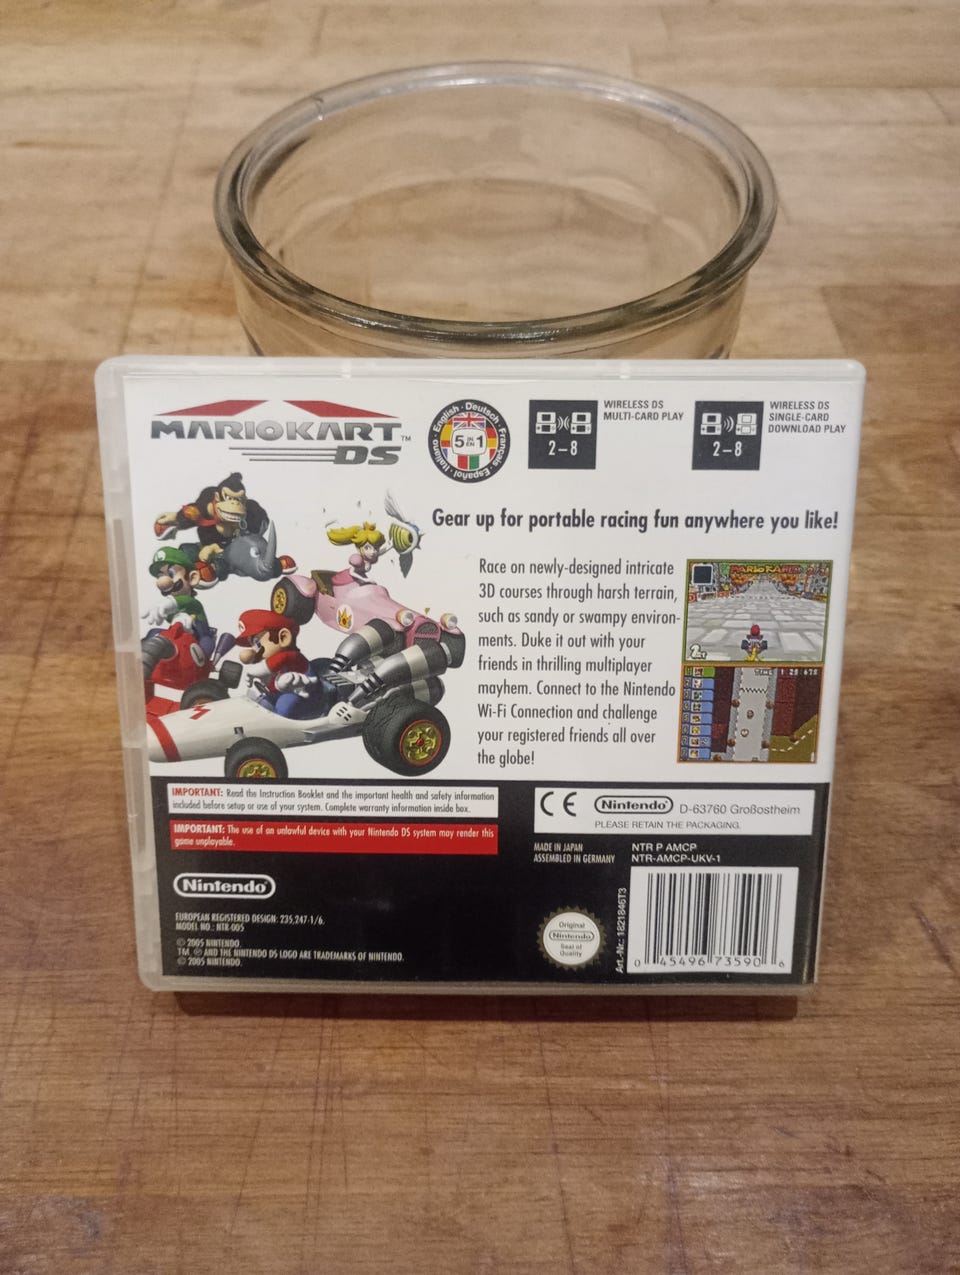 MARIOKART™
DS
English · Deutsch · Français · Español · Italiano
5 IN EN 1
2–8
WIRELESS DS
MULTI-CARD PLAY
2–8
WIRELESS DS
SINGLE-CARD
DOWNLOAD PLAY
Gear up for portable racing fun anywhere you like!
Race on newly-designed intricate
3D courses through harsh terrain,
such as sandy or swampy environ-
ments. Duke it out with your
friends in thrilling multiplayer
mayhem. Connect to the Nintendo
Wi-Fi Connection and challenge
your registered friends all over
the globe!
M
MARIOKART
TIME
IMPORTANT: Read the Instruction Booklet and the important health and safety information
included before setup or use of your system. Complete warranty information inside box.
IMPORTANT: The use of an unlawful device with your Nintendo DS system may render this
game unplayable.
Nintendo
EUROPEAN REGISTERED DESIGN: 235,247-1/6.
MODEL NO.: NTR-005
© 2005 NINTENDO.
TM, ® AND THE NINTENDO DS LOGO ARE TRADEMARKS OF NINTENDO.
© 2005 NINTENDO.
CE Nintendo D-63760 Großostheim
PLEASE RETAIN THE PACKAGING.
MADE IN JAPAN
ASSEMBLED IN GERMANY
NTR P AMCP
NTR-AMCP-UKV-1
Original
Nintendo
Seal of
Quality
Art.-Nr.: 1821846T3
0 45496 73590 6